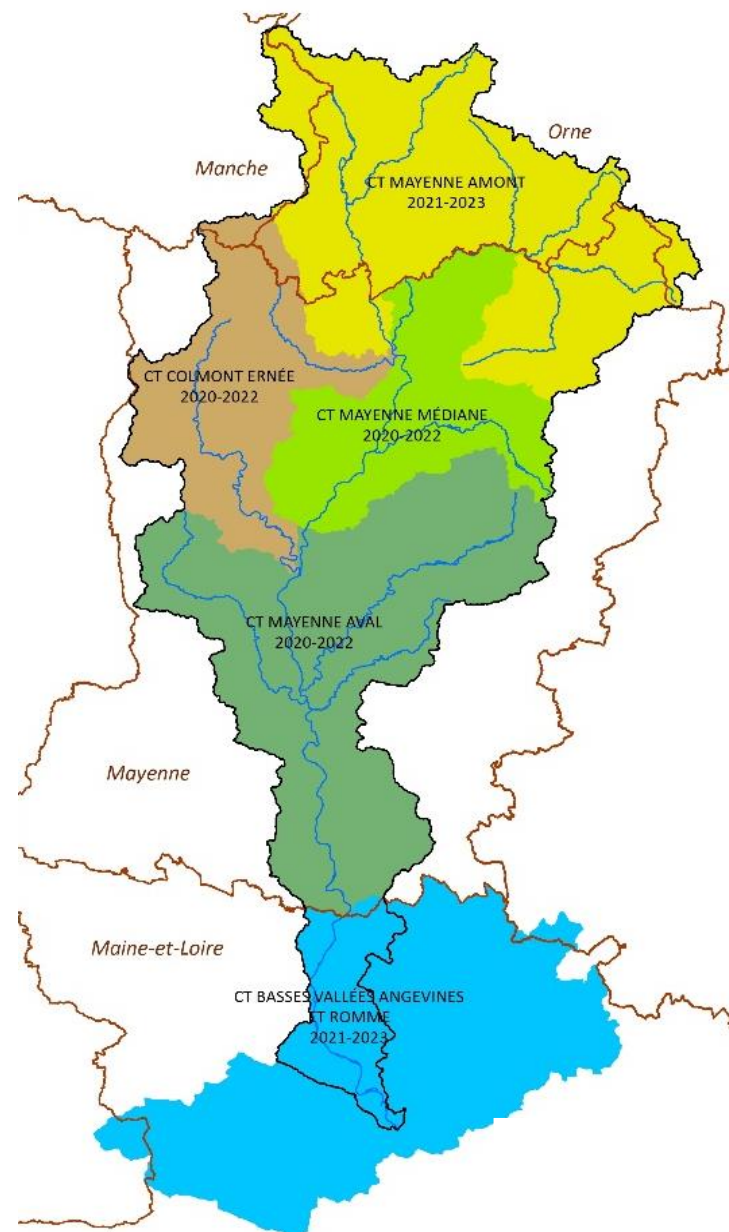 Orne
Manche
CT MAYENNE AMONT
2021-2023
CT COLMONT ERNÉE
2020-2022
CT MAYENNE MÉDIANE
2020-2022
CT MAYENNE AVAL
2020-2022
Mayenne
Maine-et-Loire
CT BASSES VALLÉES ANGEVINES
ET ROMME
2021-2023